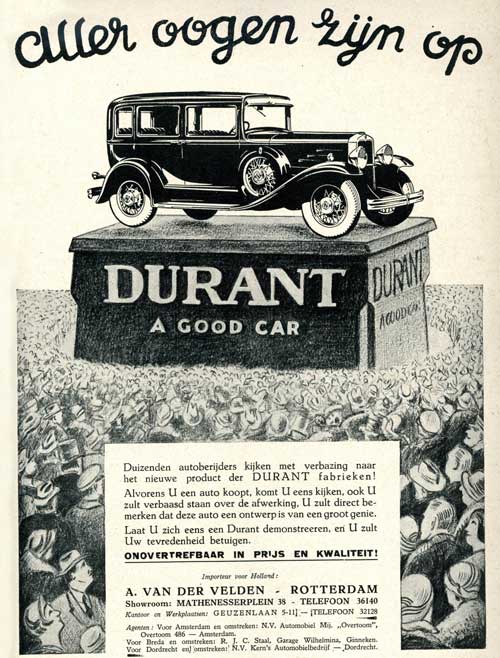 Aller oogen zijn op
DURANT
A GOOD CAR
DURANT
A GOOD CAR
Duizenden autoberijders kijken met verbazing naar
het nieuwe product der DURANT fabrieken!
Alvorens U een auto koopt, komt U eens kijken, ook U
zult verbaasd staan over de afwerking, U zult direct be-
merken dat deze auto een ontwerp is van een groot genie.
Laat U zich eens een Durant demonstreeren, en U zult
Uw tevredenheid betuigen.
ONOVERTREFBAAR IN PRIJS EN KWALITEIT!
Importeur voor Holland:
A. VAN DER VELDEN - ROTTERDAM
Showroom: MATHENESSERPLEIN 38 - TELEFOON 36140
Kantoor en Werkplaatsen: GEUZENLAAN 5-11 — TELEFOON 32128
Agenten: Voor Amsterdam en omstreken: N.V. Automobiel Mij. „Overtoom",
Overtoom 486 — Amsterdam.
Voor Breda en omstreken: R. J. C. Staal, Garage Wilhelmina, Ginneken.
Voor Dordrecht en omstreken: N.V. Kern's Automobielbedrijf — Dordrecht.